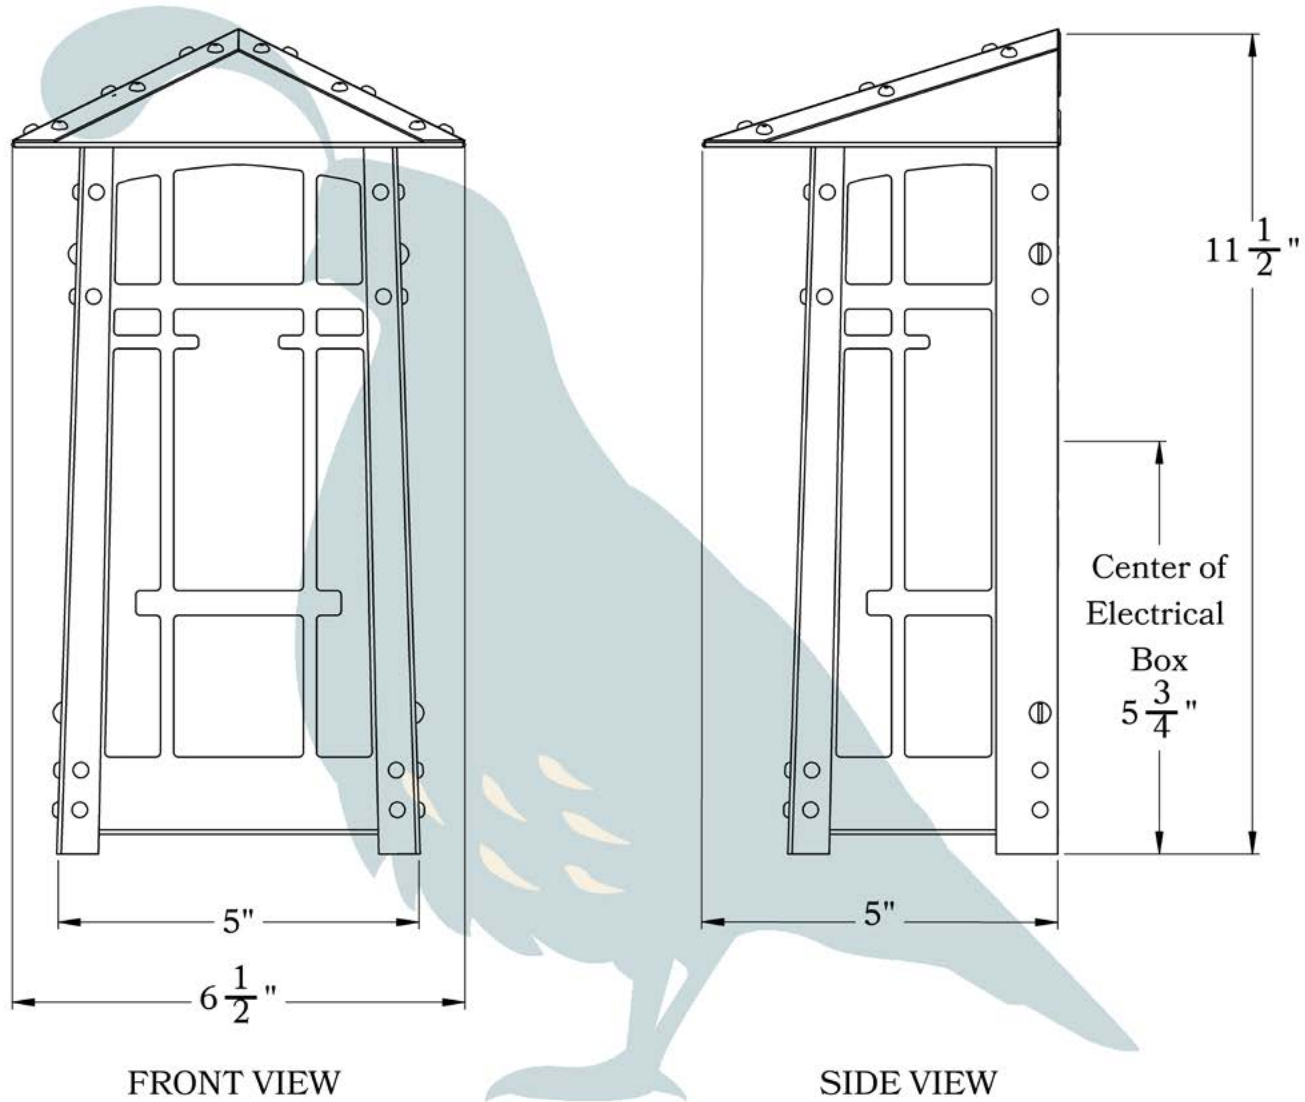 11 1/2 "
Center of
Electrical
Box
5 3/4 "
5"
5"
6 1/2 "
FRONT VIEW
SIDE VIEW